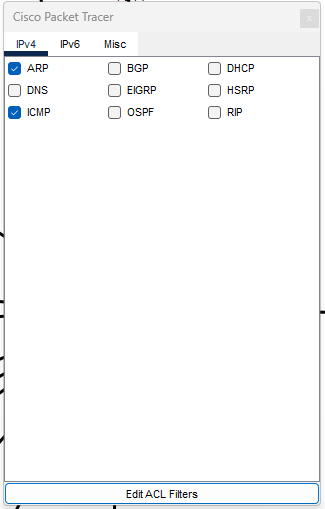 Cisco Packet Tracer x
IPv4 IPv6 Misc
ARP BGP DHCP
DNS EIGRP HSRP
ICMP OSPF RIP
Edit ACL Filters